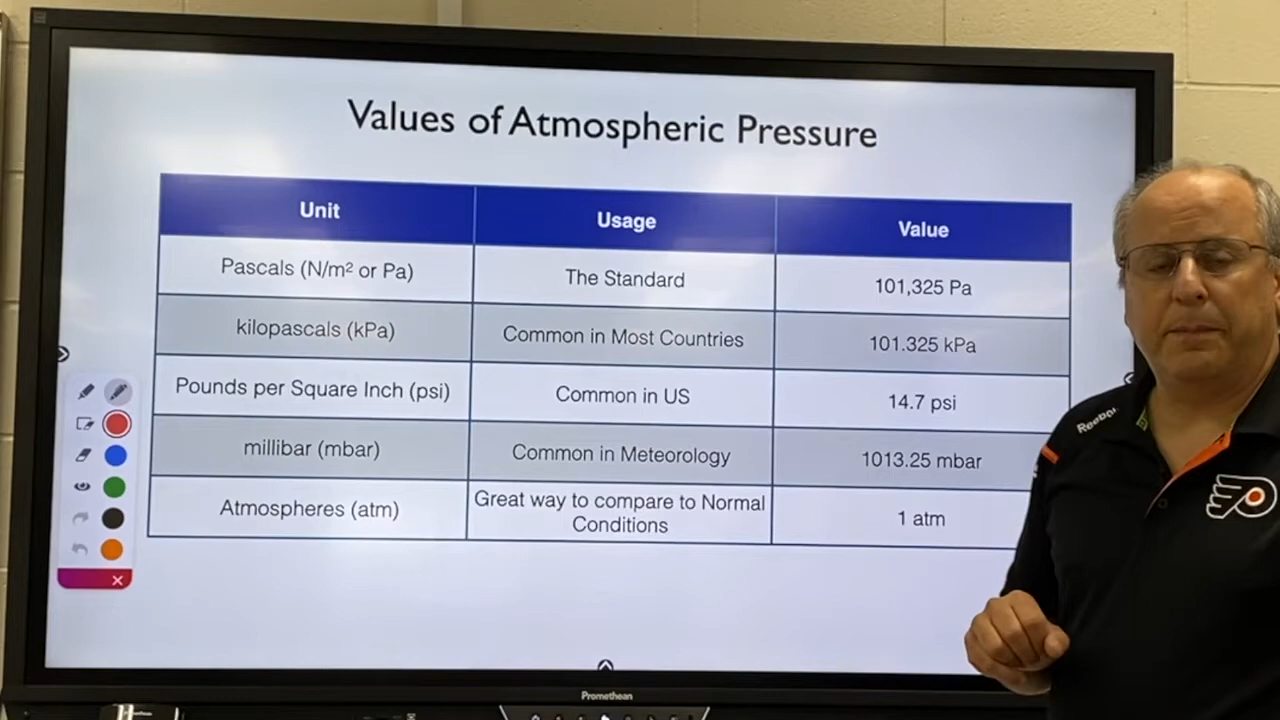 Values of Atmospheric Pressure
Unit Usage Value
Pascals (N/m² or Pa) The Standard 101,325 Pa
kilopascals (kPa) Common in Most Countries 101.325 kPa
Pounds per Square Inch (psi) Common in US 14.7 psi
millibar (mbar) Common in Meteorology 1013.25 mbar
Atmospheres (atm) Great way to compare to Normal
Conditions 1 atm
Reebok
Promethean
Promethean